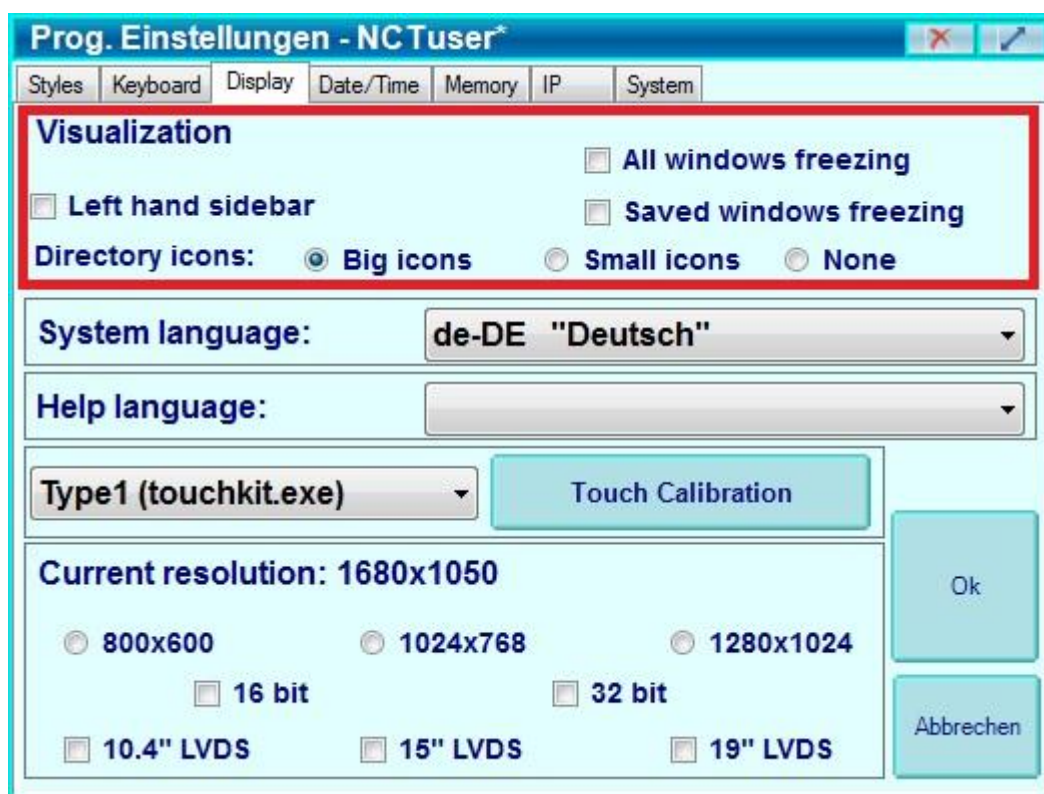 Prog. Einstellungen - NCTuser*
Styles Keyboard Display Date/Time Memory IP System
Visualization
All windows freezing
Left hand sidebar
Saved windows freezing
Directory icons: Big icons Small icons None
System language: de-DE "Deutsch"
Help language:
Type1 (touchkit.exe) Touch Calibration
Current resolution: 1680x1050
Ok
800x600 1024x768 1280x1024
16 bit 32 bit
Abbrechen
10.4" LVDS 15" LVDS 19" LVDS